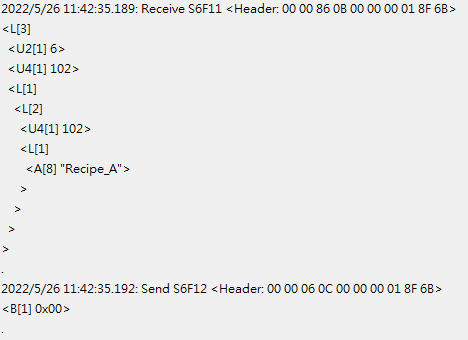 2022/5/26 11:42:35.189: Receive S6F11 <Header: 00 00 86 0B 00 00 00 01 8F 6B>
<L[3]
<U2[1] 6>
<U4[1] 102>
<L[1]
<L[2]
<U4[1] 102>
<L[1]
<A[8] "Recipe_A">
>
>
>
>
.
2022/5/26 11:42:35.192: Send S6F12 <Header: 00 00 06 0C 00 00 00 01 8F 6B>
<B[1] 0x00>
.